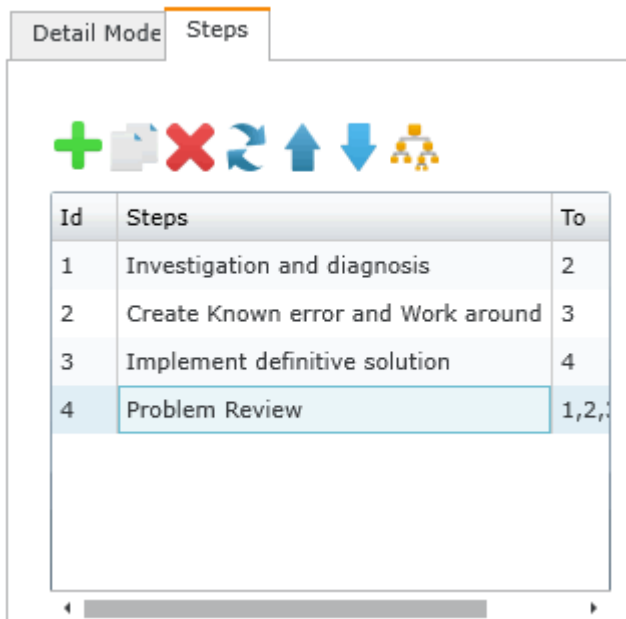 Detail Mode Steps
Id Steps To
1 Investigation and diagnosis 2
2 Create Known error and Work around 3
3 Implement definitive solution 4
4 Problem Review 1,2,